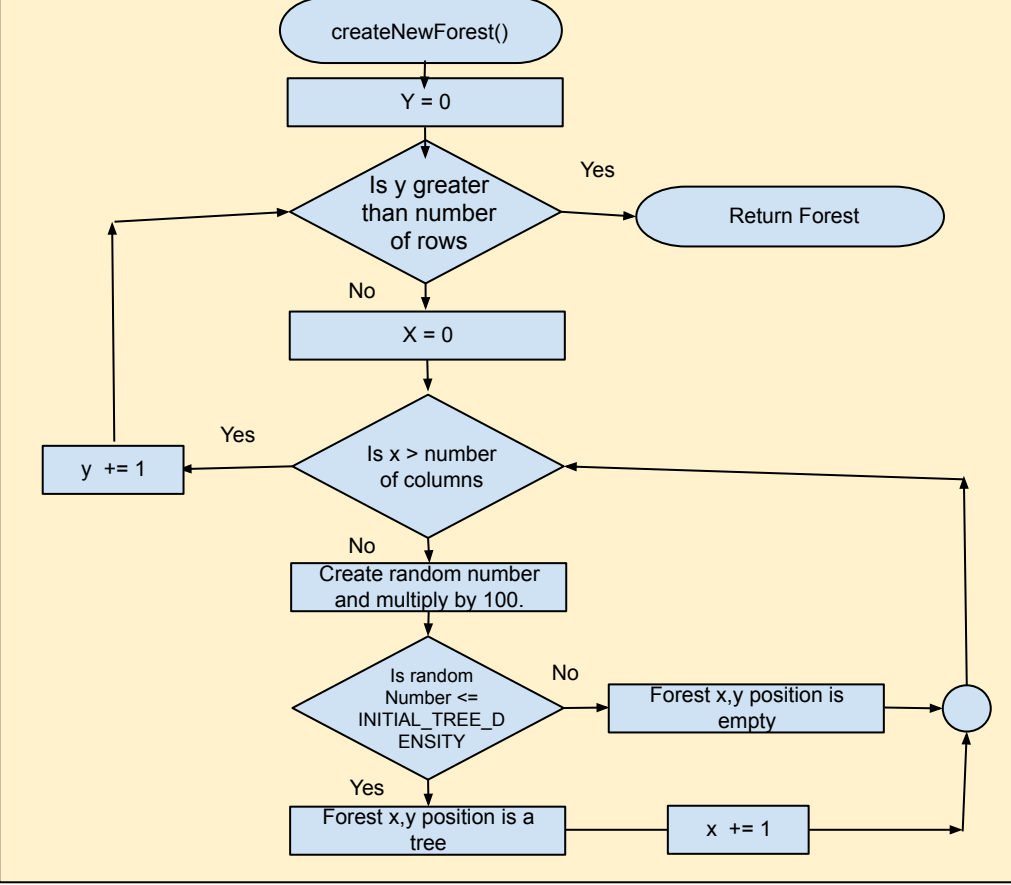 createNewForest()
Y = 0
Is y greater
than number
of rows
Yes
Return Forest
No
X = 0
Yes
Is x > number
of columns
y += 1
No
Create random number
and multiply by 100.
Is random
Number <=
INITIAL_TREE_D
ENSITY
No
Forest x,y position is
empty
Yes
Forest x,y position is a
tree
x += 1